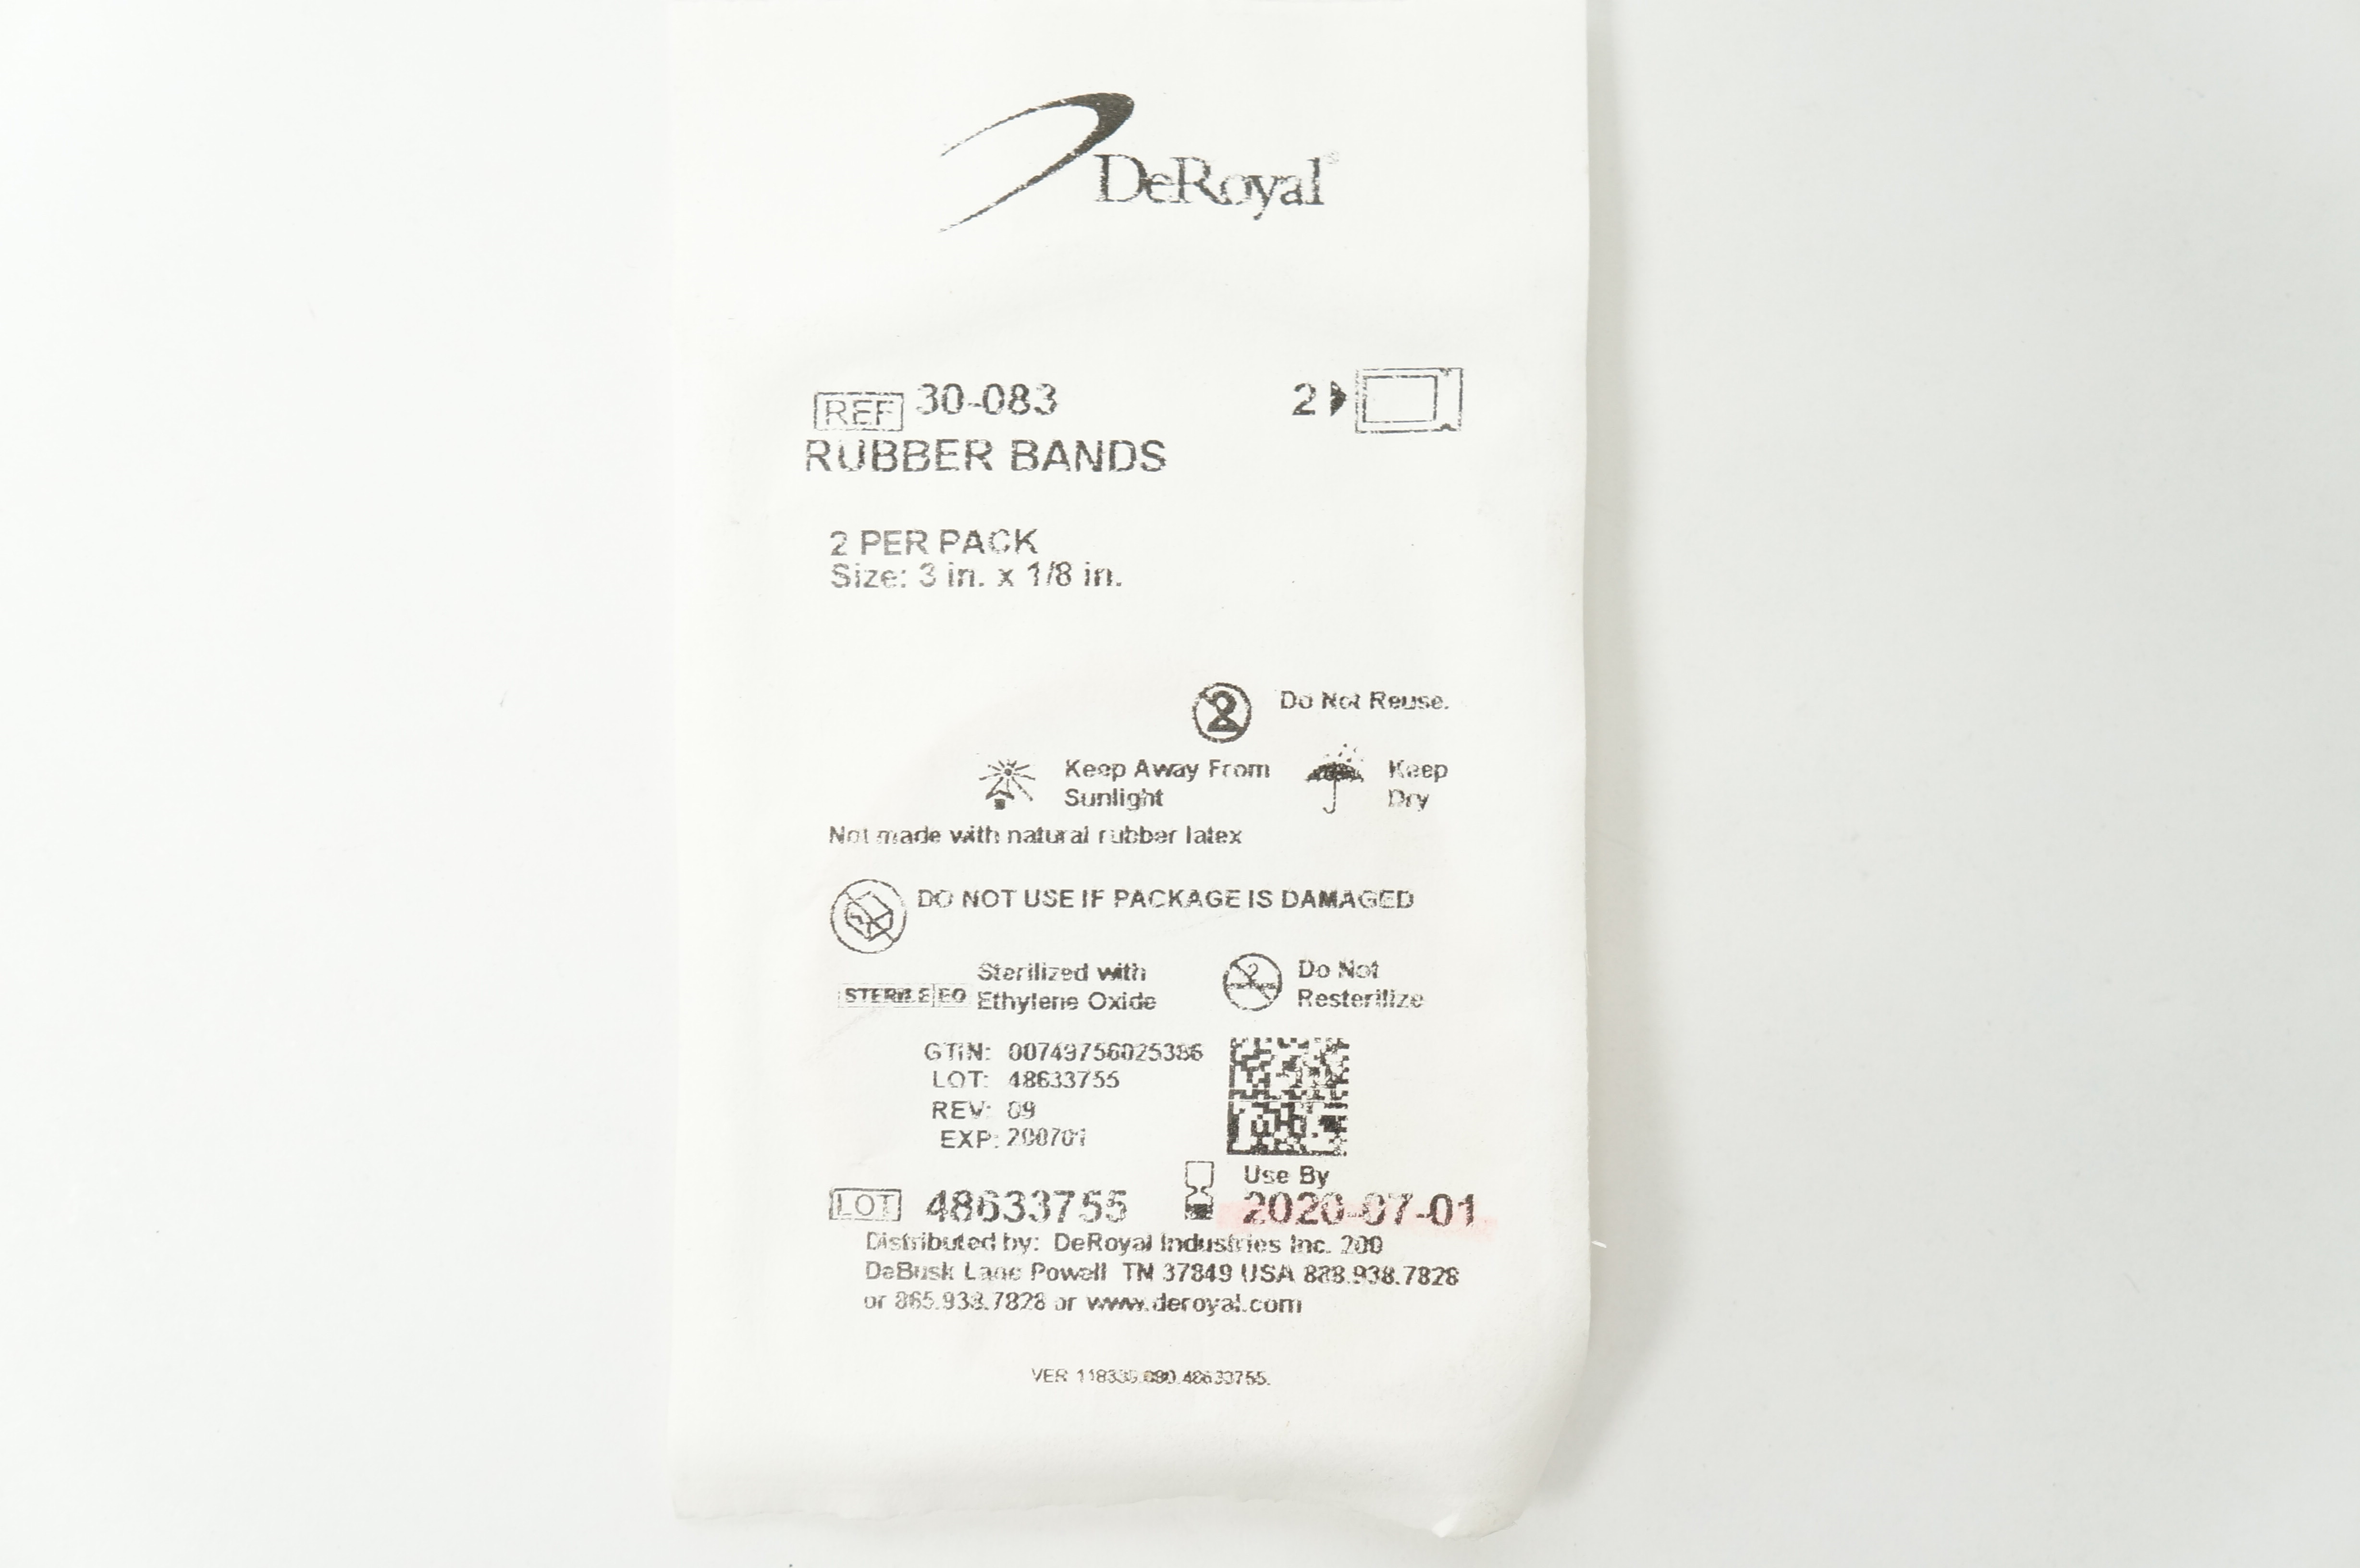 DeRoyal®
REF 30-083 2
RUBBER BANDS
2 PER PACK
Size: 3 in. x 1/8 in.
2 Do Not Reuse.
Keep Away From Sunlight
Keep Dry
Not made with natural rubber latex
DO NOT USE IF PACKAGE IS DAMAGED
STERILE EO Sterilized with Ethylene Oxide
2 Do Not Resterilize
GTIN: 00749756025386
LOT: 48633755
REV: 09
EXP: 200701
Use By
LOT 48633755 2020-07-01
Distributed by: DeRoyal Industries Inc. 200
DeBusk Lane Powell TN 37849 USA 888.938.7828
or 865.938.7828 or www.deroyal.com
VER 48633755.